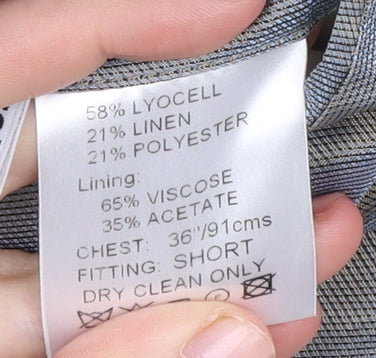 58% LYOCELL
21% LINEN
21% POLYESTER
Lining:
65% VISCOSE
35% ACETATE
CHEST: 36"/91cms
FITTING: SHORT
DRY CLEAN ONLY